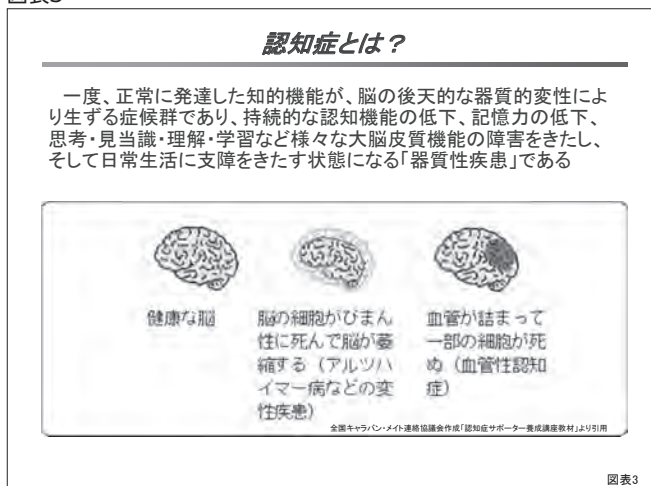 図表3
認知症とは？
一度、正常に発達した知的機能が、脳の後天的な器質的変性によ
り生ずる症候群であり、持続的な認知機能の低下、記憶力の低下、
思考・見当識・理解・学習など様々な大脳皮質機能の障害をきたし、
そして日常生活に支障をきたす状態になる「器質性疾患」である
健康な脳
脳の細胞がびまん
性に死んで脳が萎
縮する（アルツハ
イマー病などの変
性疾患）
血管が詰まって
一部の細胞が死
ぬ（血管性認知
症）
全国キャラバン・メイト連絡協議会作成「認知症サポーター養成講座教材」より引用
図表3